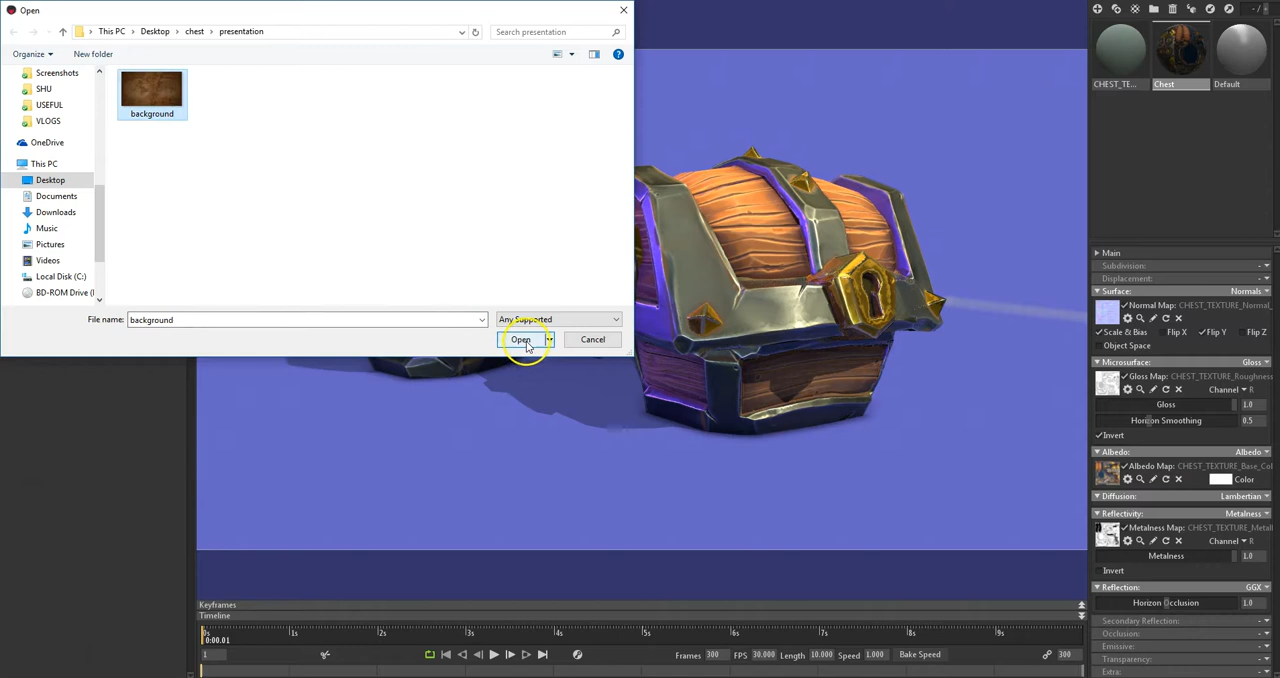 Open
This PC > Desktop > chest > presentation
Search presentation
Organize
New folder
Screenshots
SHU
USEFUL
VLOGS
OneDrive
This PC
Desktop
Documents
Downloads
Music
Pictures
Videos
Local Disk (C:)
BD-ROM Drive (
background
File name:
background
Any Supported
Open
Cancel
CHEST_TE...
Chest
Default
Main
Subdivision:
Displacement:
Surface:
Normals
Normal Map:
CHEST_TEXTURE_Normal_
Scale & Bias
Flip X
Flip Y
Flip Z
Object Space
Microsurface:
Gloss
Gloss Map:
CHEST_TEXTURE_Roughness
Channel
R
Gloss
1.0
Horizon Smoothing
0.5
Invert
Albedo:
Albedo
Albedo Map:
CHEST_TEXTURE_Base_Col
Color
Diffusion:
Lambertian
Reflectivity:
Metalness
Metalness Map:
CHEST_TEXTURE_Metall
Channel
R
Metalness
1.0
Invert
Reflection:
GGX
Horizon Occlusion
1.0
Secondary Reflection:
Occlusion:
Emissive:
Transparency:
Extra:
Keyframes
Timeline
0s
1s
2s
3s
4s
5s
6s
7s
8s
9s
0:00.01
1
Frames
300
FPS
30.000
Length
10.000
Speed
1.000
Bake Speed
300